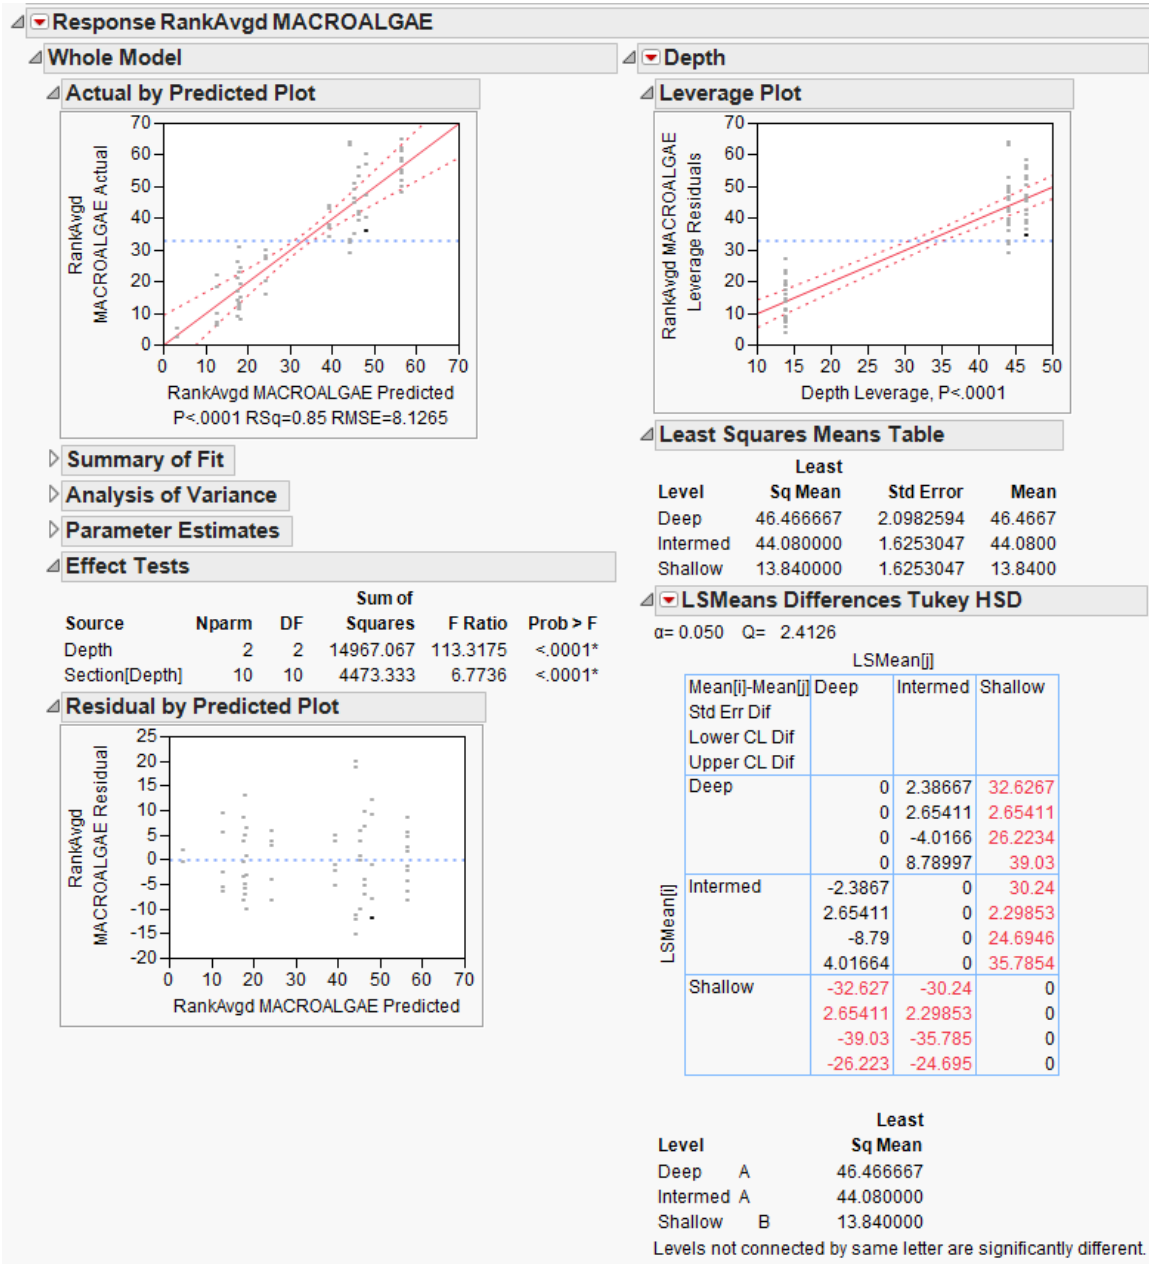 Response RankAvgd MACROALGAE
Whole Model
Actual by Predicted Plot
RankAvgd
MACROALGAE Actual
70
60
50
40
30
20
10
0
0 10 20 30 40 50 60 70
RankAvgd MACROALGAE Predicted
P<.0001 RSq=0.85 RMSE=8.1265
Summary of Fit
Analysis of Variance
Parameter Estimates
Effect Tests
Sum of
Source Nparm DF Squares F Ratio Prob > F
Depth 2 2 14967.067 113.3175 <.0001*
Section[Depth] 10 10 4473.333 6.7736 <.0001*
Residual by Predicted Plot
RankAvgd
MACROALGAE Residual
25
20
15
10
5
0
-5
-10
-15
-20
0 10 20 30 40 50 60 70
RankAvgd MACROALGAE Predicted
Depth
Leverage Plot
RankAvgd MACROALGAE
Leverage Residuals
70
60
50
40
30
20
10
0
10 15 20 25 30 35 40 45 50
Depth Leverage, P<.0001
Least Squares Means Table
Least
Level Sq Mean Std Error Mean
Deep 46.466667 2.0982594 46.4667
Intermed 44.080000 1.6253047 44.0800
Shallow 13.840000 1.6253047 13.8400
LSMeans Differences Tukey HSD
α= 0.050 Q= 2.4126
LSMean[j]
LSMean[i]
Mean[i]-Mean[j] Deep Intermed Shallow
Std Err Dif
Lower CL Dif
Upper CL Dif
Deep 0 2.38667 32.6267
0 2.65411 2.65411
0 -4.0166 26.2234
0 8.78997 39.03
Intermed -2.3867 0 30.24
2.65411 0 2.29853
-8.79 0 24.6946
4.01664 0 35.7854
Shallow -32.627 -30.24 0
2.65411 2.29853 0
-39.03 -35.785 0
-26.223 -24.695 0
Least
Level Sq Mean
Deep A 46.466667
Intermed A 44.080000
Shallow B 13.840000
Levels not connected by same letter are significantly different.